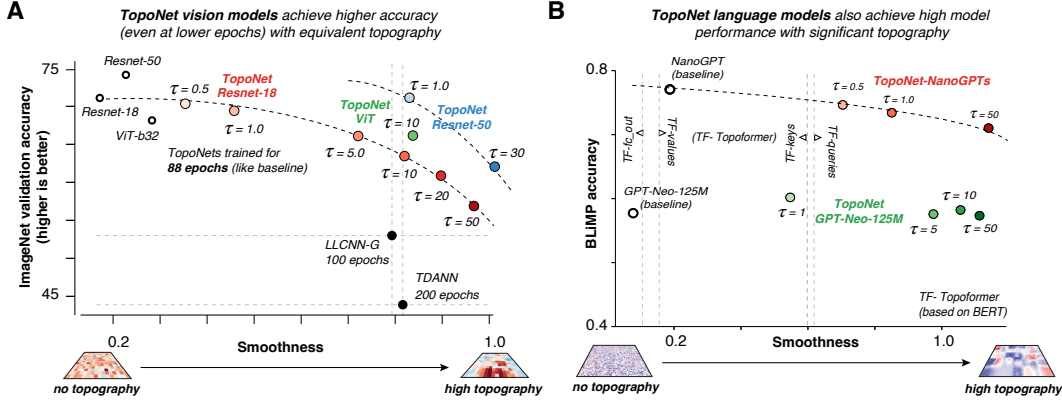 A
TopoNet vision models achieve higher accuracy
(even at lower epochs) with equivalent topography
ImageNet validation accuracy
(higher is better)
75
45
Resnet-50
Resnet-18
ViT-b32
τ = 0.5
TopoNet
Resnet-18
τ = 1.0
TopoNets trained for
88 epochs (like baseline)
τ = 5.0
TopoNet
ViT
τ = 10
τ = 1.0
TopoNet
Resnet-50
τ = 30
τ = 10
τ = 20
τ = 50
LLCNN-G
100 epochs
TDANN
200 epochs
0.2
Smoothness
1.0
no topography
high topography
B
TopoNet language models also achieve high model
performance with significant topography
BLiMP accuracy
0.8
0.4
NanoGPT
(baseline)
τ = 0.5
TopoNet-NanoGPTs
τ = 1.0
τ = 50
TF-fc_out
TF-values
(TF- Topoformer)
TF-keys
TF-queries
GPT-Neo-125M
(baseline)
τ = 1
TopoNet
GPT-Neo-125M
τ = 10
τ = 5
τ = 50
TF- Topoformer
(based on BERT)
0.2
Smoothness
1.0
no topography
high topography